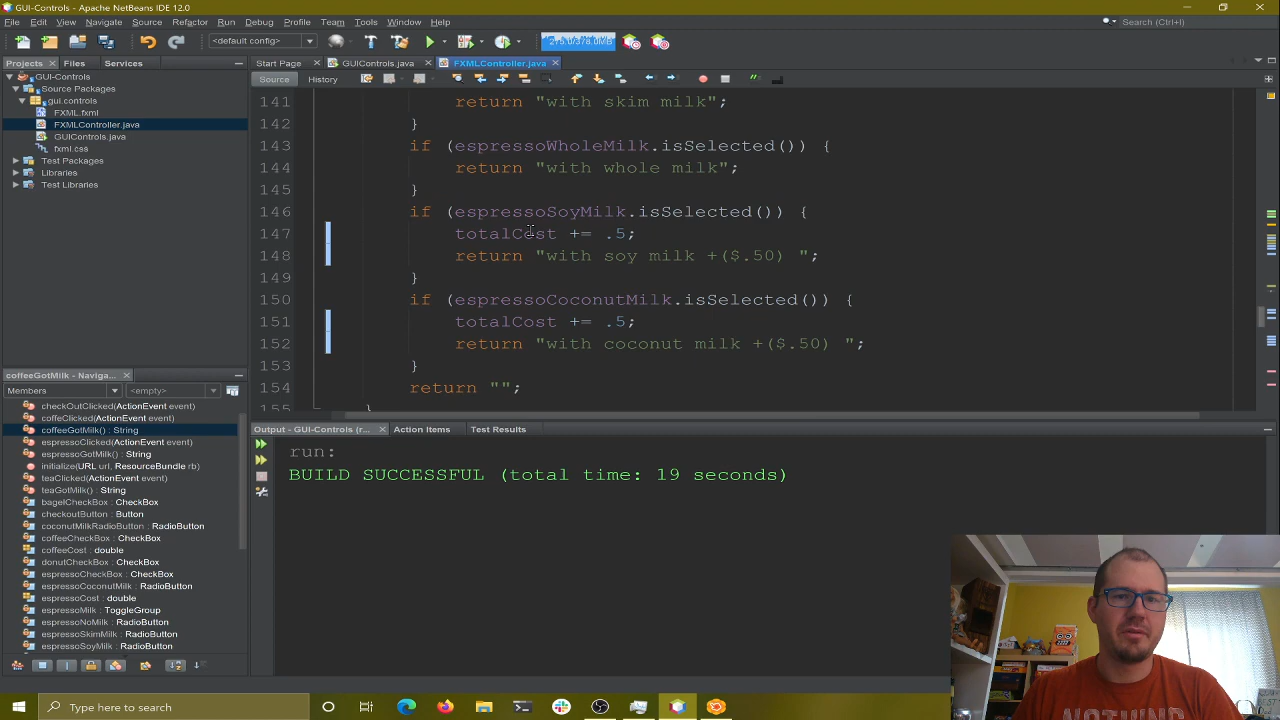 GUI-Controls - Apache NetBeans IDE 12.0
File Edit View Navigate Source Refactor Run Debug Profile Team Tools Window Help
Search (Ctrl+I)
<default config>
Projects Files Services
Start Page GUIControls.java FXMLController.java
Source History
GUI-Controls
Source Packages
gui.controls
FXML.fxml
FXMLController.java
GUIControls.java
fxml.css
Test Packages
Libraries
Test Libraries
141 return "with skim milk";
142 }
143 if (espressoWholeMilk.isSelected()) {
144 return "with whole milk";
145 }
146 if (espressoSoyMilk.isSelected()) {
147 totalCost += .5;
148 return "with soy milk +($.50) ";
149 }
150 if (espressoCoconutMilk.isSelected()) {
151 totalCost += .5;
152 return "with coconut milk +($.50) ";
153 }
154 return "";
155 }
coffeeGotMilk - Naviga...
Members <empty>
checkOutClicked(ActionEvent event)
coffeClicked(ActionEvent event)
coffeeGotMilk() : String
espressoClicked(ActionEvent event)
espressoGotMilk() : String
initialize(URL url, ResourceBundle rb)
teaClicked(ActionEvent event)
teaGotMilk() : String
bagelCheckBox : CheckBox
checkoutButton : Button
coconutMilkRadioButton : RadioButton
coffeeCheckBox : CheckBox
coffeeCost : double
donutCheckBox : CheckBox
espressoCheckBox : CheckBox
espressoCoconutMilk : RadioButton
espressoCost : double
espressoMilk : ToggleGroup
espressoNoMilk : RadioButton
espressoSkimMilk : RadioButton
espressoSoyMilk : RadioButton
Output - GUI-Controls (r... Action Items Test Results
run:
BUILD SUCCESSFUL (total time: 19 seconds)
Type here to search